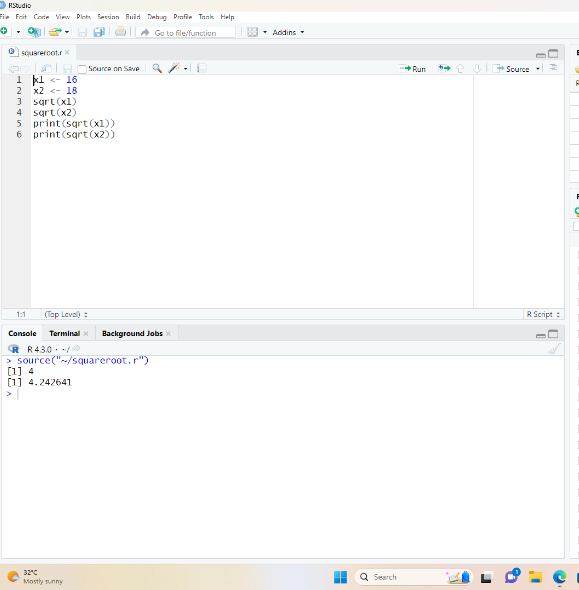 RStudio
File Edit Code View Plots Session Build Debug Profile Tools Help
Go to file/function
Addins
squareroot.r
Source on Save
Run
Source
1 x1 <- 16
2 x2 <- 18
3 sqrt(x1)
4 sqrt(x2)
5 print(sqrt(x1))
6 print(sqrt(x2))
1:1 (Top Level) R Script
Console Terminal Background Jobs
R R 4.3.0 · ~/
> source("~/squareroot.r")
[1] 4
[1] 4.242641
>
32°C
Mostly sunny
Search
1